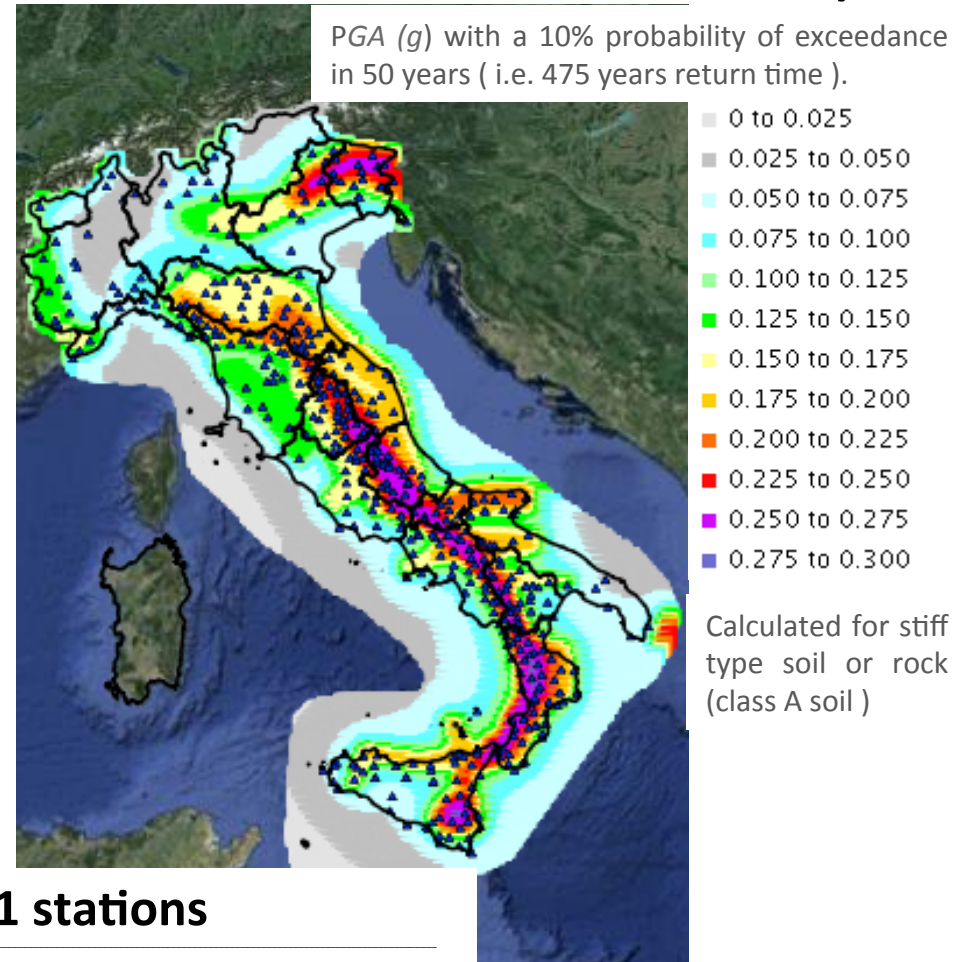 PGA (g) with a 10% probability of exceedance
in 50 years ( i.e. 475 years return time ).
0 to 0.025
0.025 to 0.050
0.050 to 0.075
0.075 to 0.100
0.100 to 0.125
0.125 to 0.150
0.150 to 0.175
0.175 to 0.200
0.200 to 0.225
0.225 to 0.250
0.250 to 0.275
0.275 to 0.300
Calculated for stiff
type soil or rock
(class A soil )
1 stations